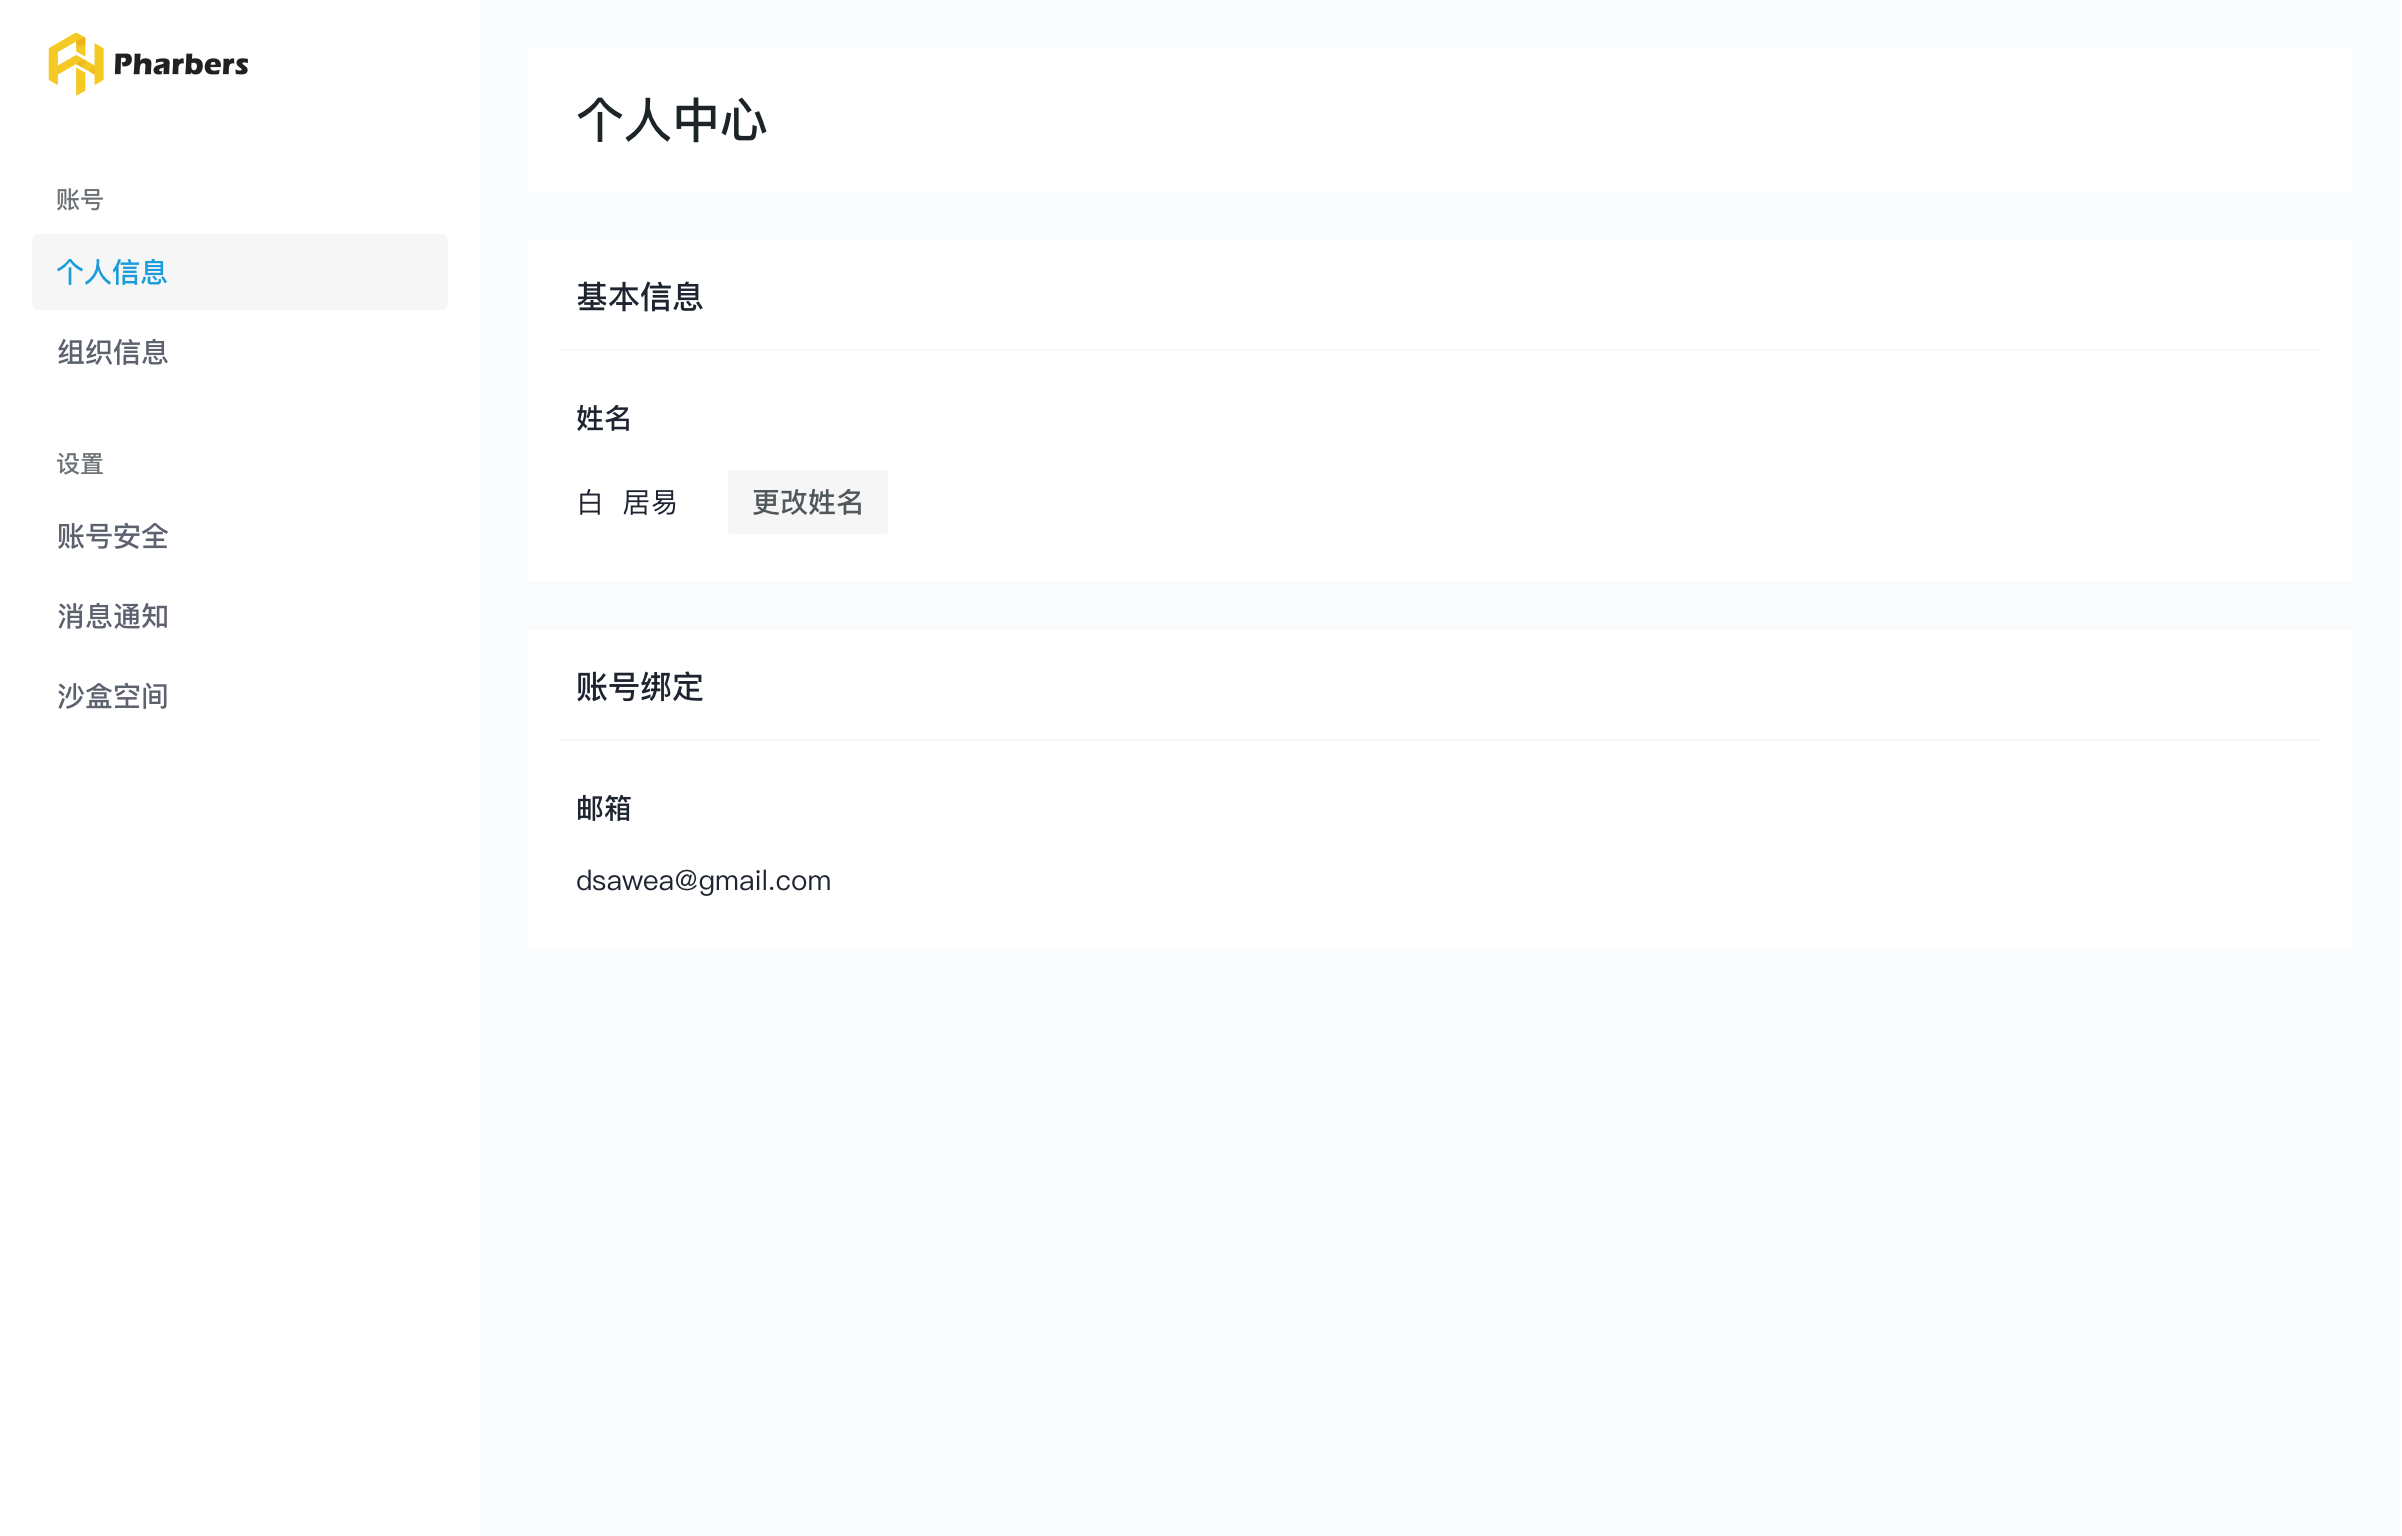 Pharbers
账号
个人信息
组织信息
设置
账号安全
消息通知
沙盒空间
个人中心
基本信息
姓名
白 居易 更改姓名
账号绑定
邮箱
dsawea@gmail.com